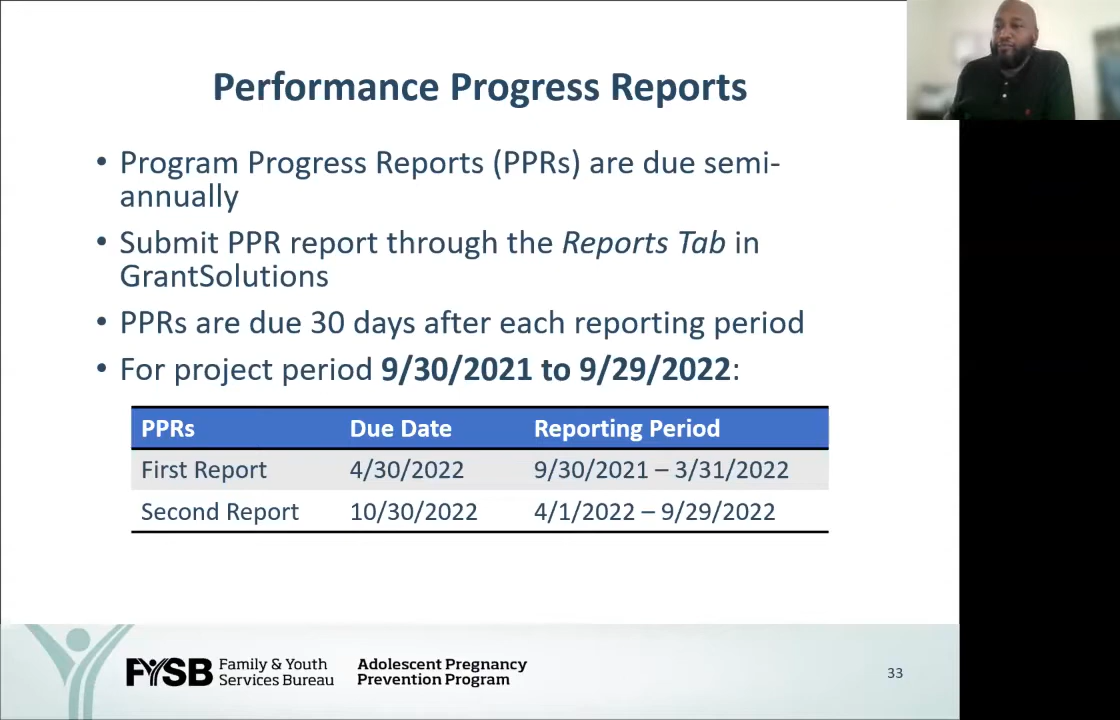 Performance Progress Reports
• Program Progress Reports (PPRs) are due semi-
annually
• Submit PPR report through the Reports Tab in
GrantSolutions
• PPRs are due 30 days after each reporting period
• For project period 9/30/2021 to 9/29/2022:
PPRs Due Date Reporting Period
First Report 4/30/2022 9/30/2021 – 3/31/2022
Second Report 10/30/2022 4/1/2022 – 9/29/2022
FYSB Family & Youth
Services Bureau
Adolescent Pregnancy
Prevention Program
33